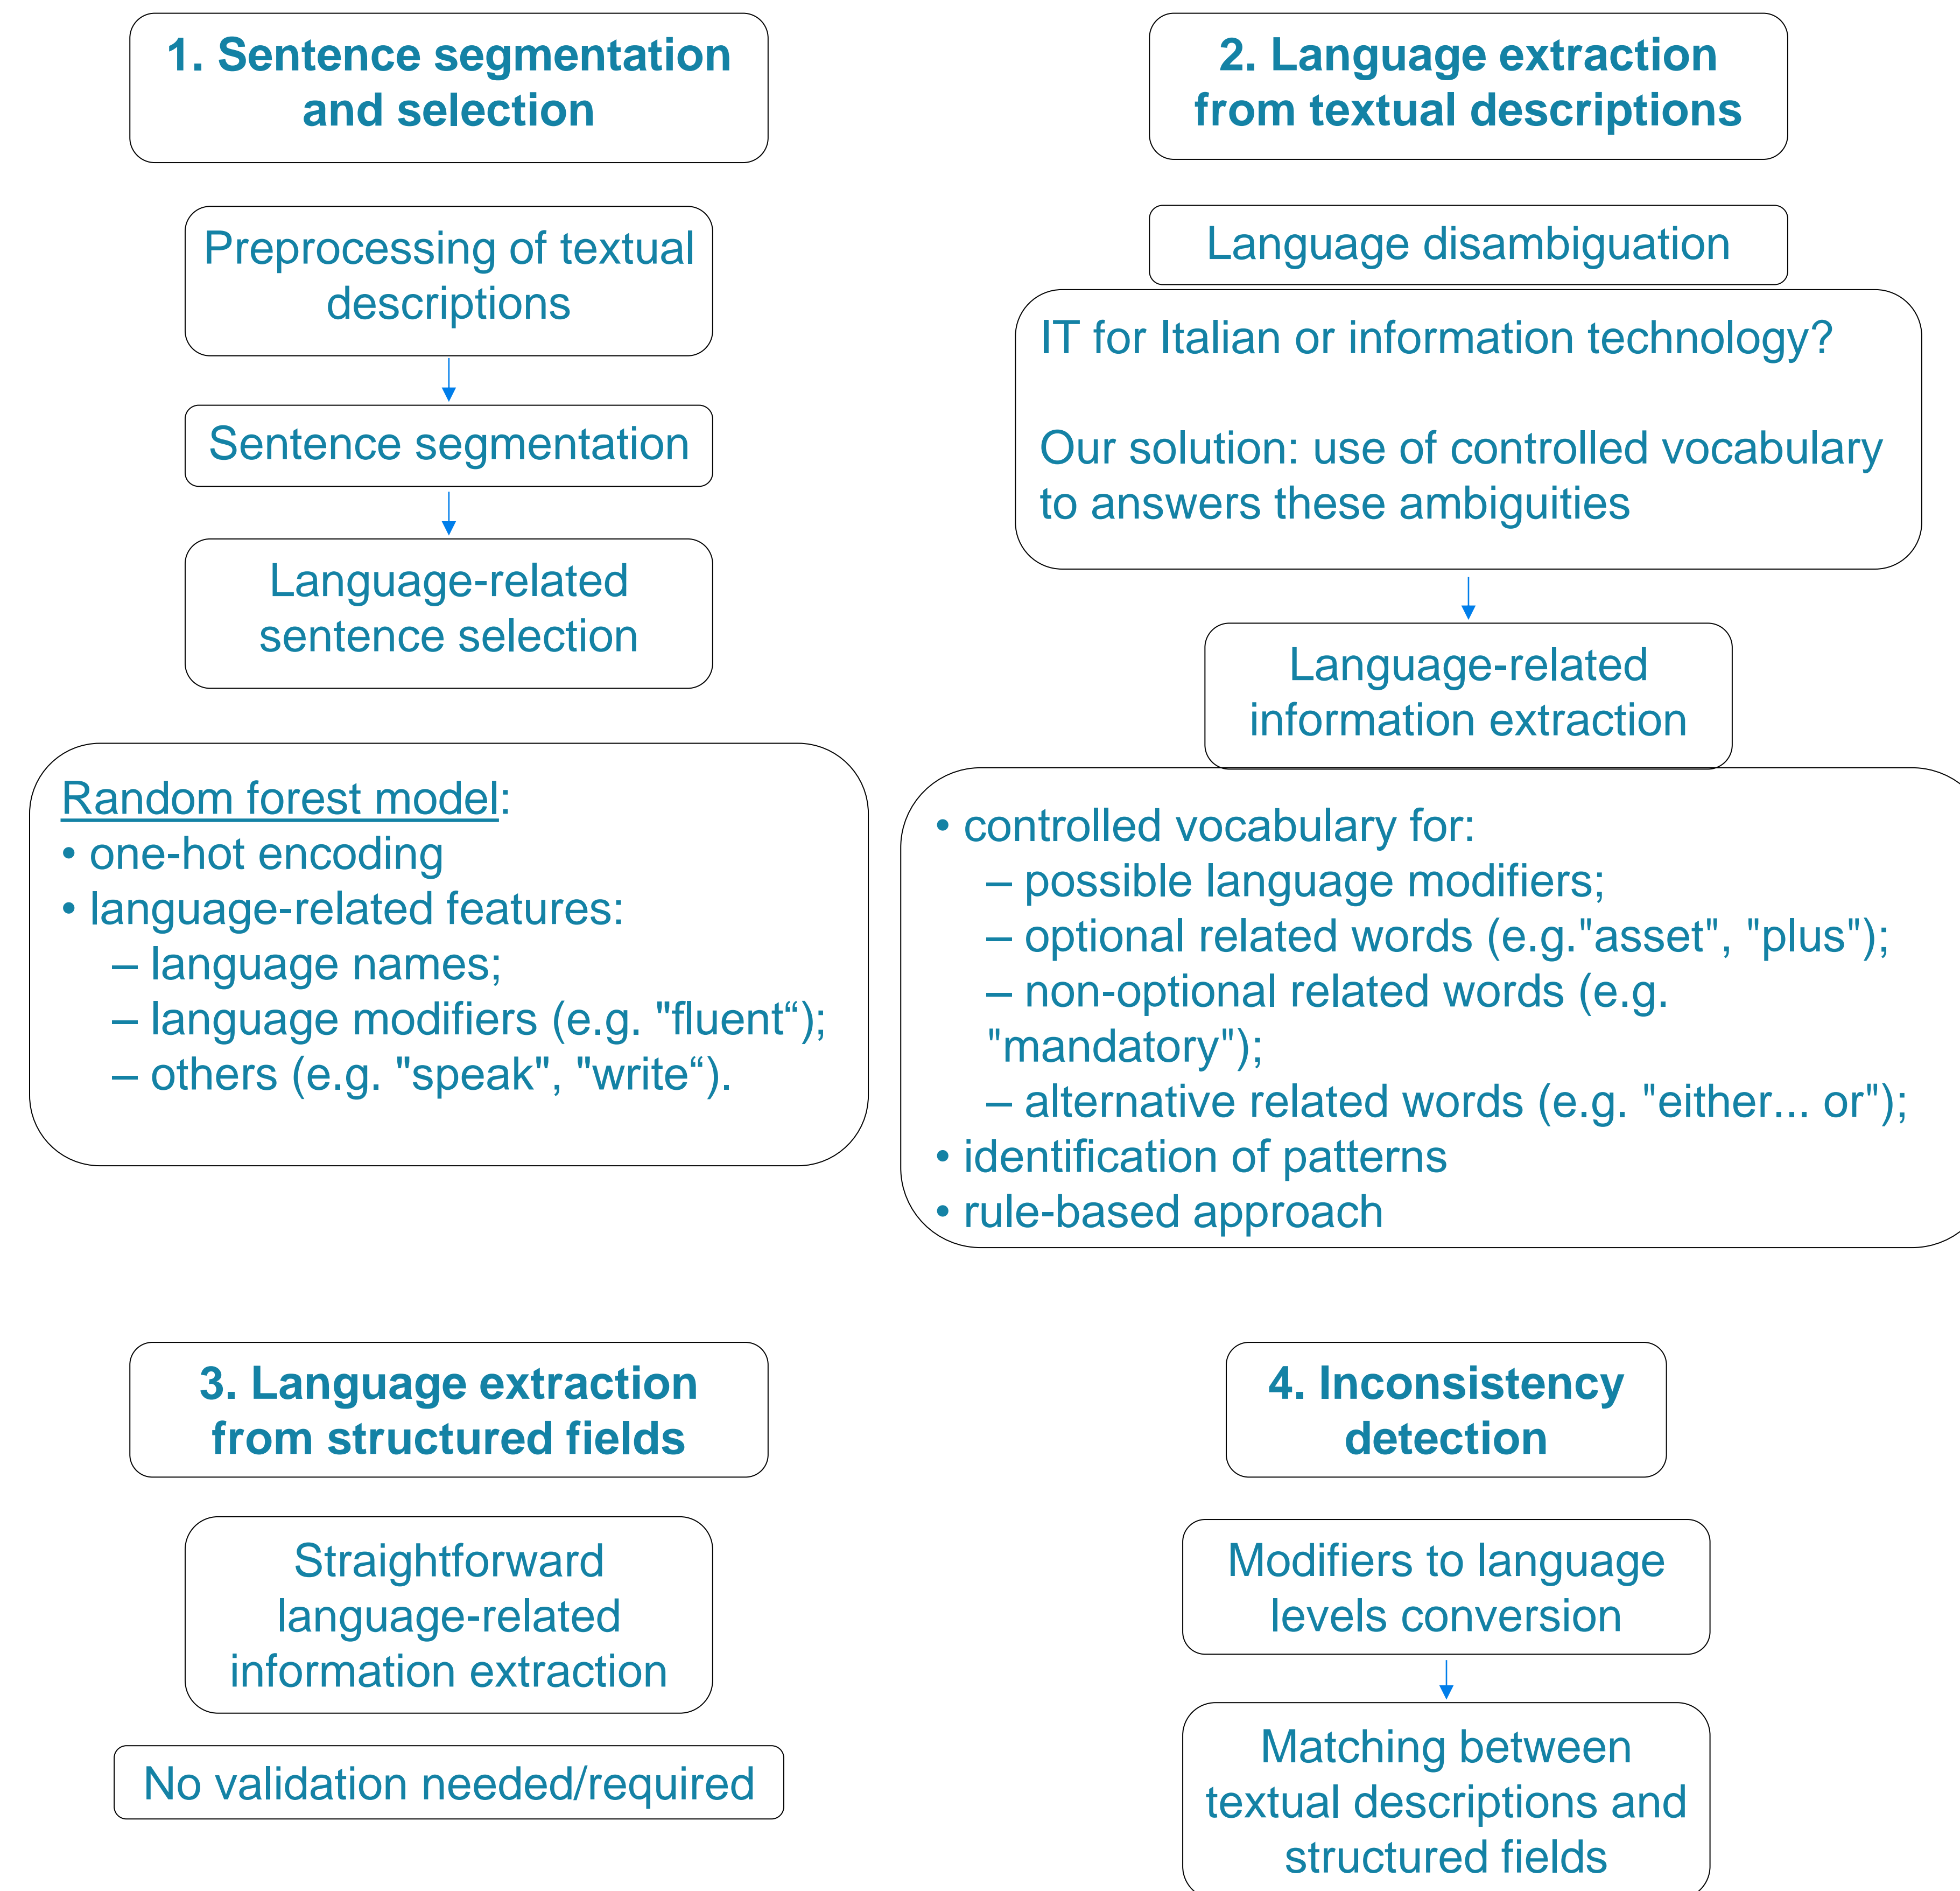 1. Sentence segmentation
and selection
Preprocessing of textual
descriptions
Sentence segmentation
Language-related
sentence selection
Random forest model:
• one-hot encoding
• language-related features:
– language names;
– language modifiers (e.g. "fluent“);
– others (e.g. "speak", "write“).
2. Language extraction
from textual descriptions
Language disambiguation
IT for Italian or information technology?
Our solution: use of controlled vocabulary
to answers these ambiguities
Language-related
information extraction
• controlled vocabulary for:
– possible language modifiers;
– optional related words (e.g."asset", "plus");
– non-optional related words (e.g.
"mandatory");
– alternative related words (e.g. "either... or");
• identification of patterns
• rule-based approach
3. Language extraction
from structured fields
Straightforward
language-related
information extraction
No validation needed/required
4. Inconsistency
detection
Modifiers to language
levels conversion
Matching between
textual descriptions and
structured fields